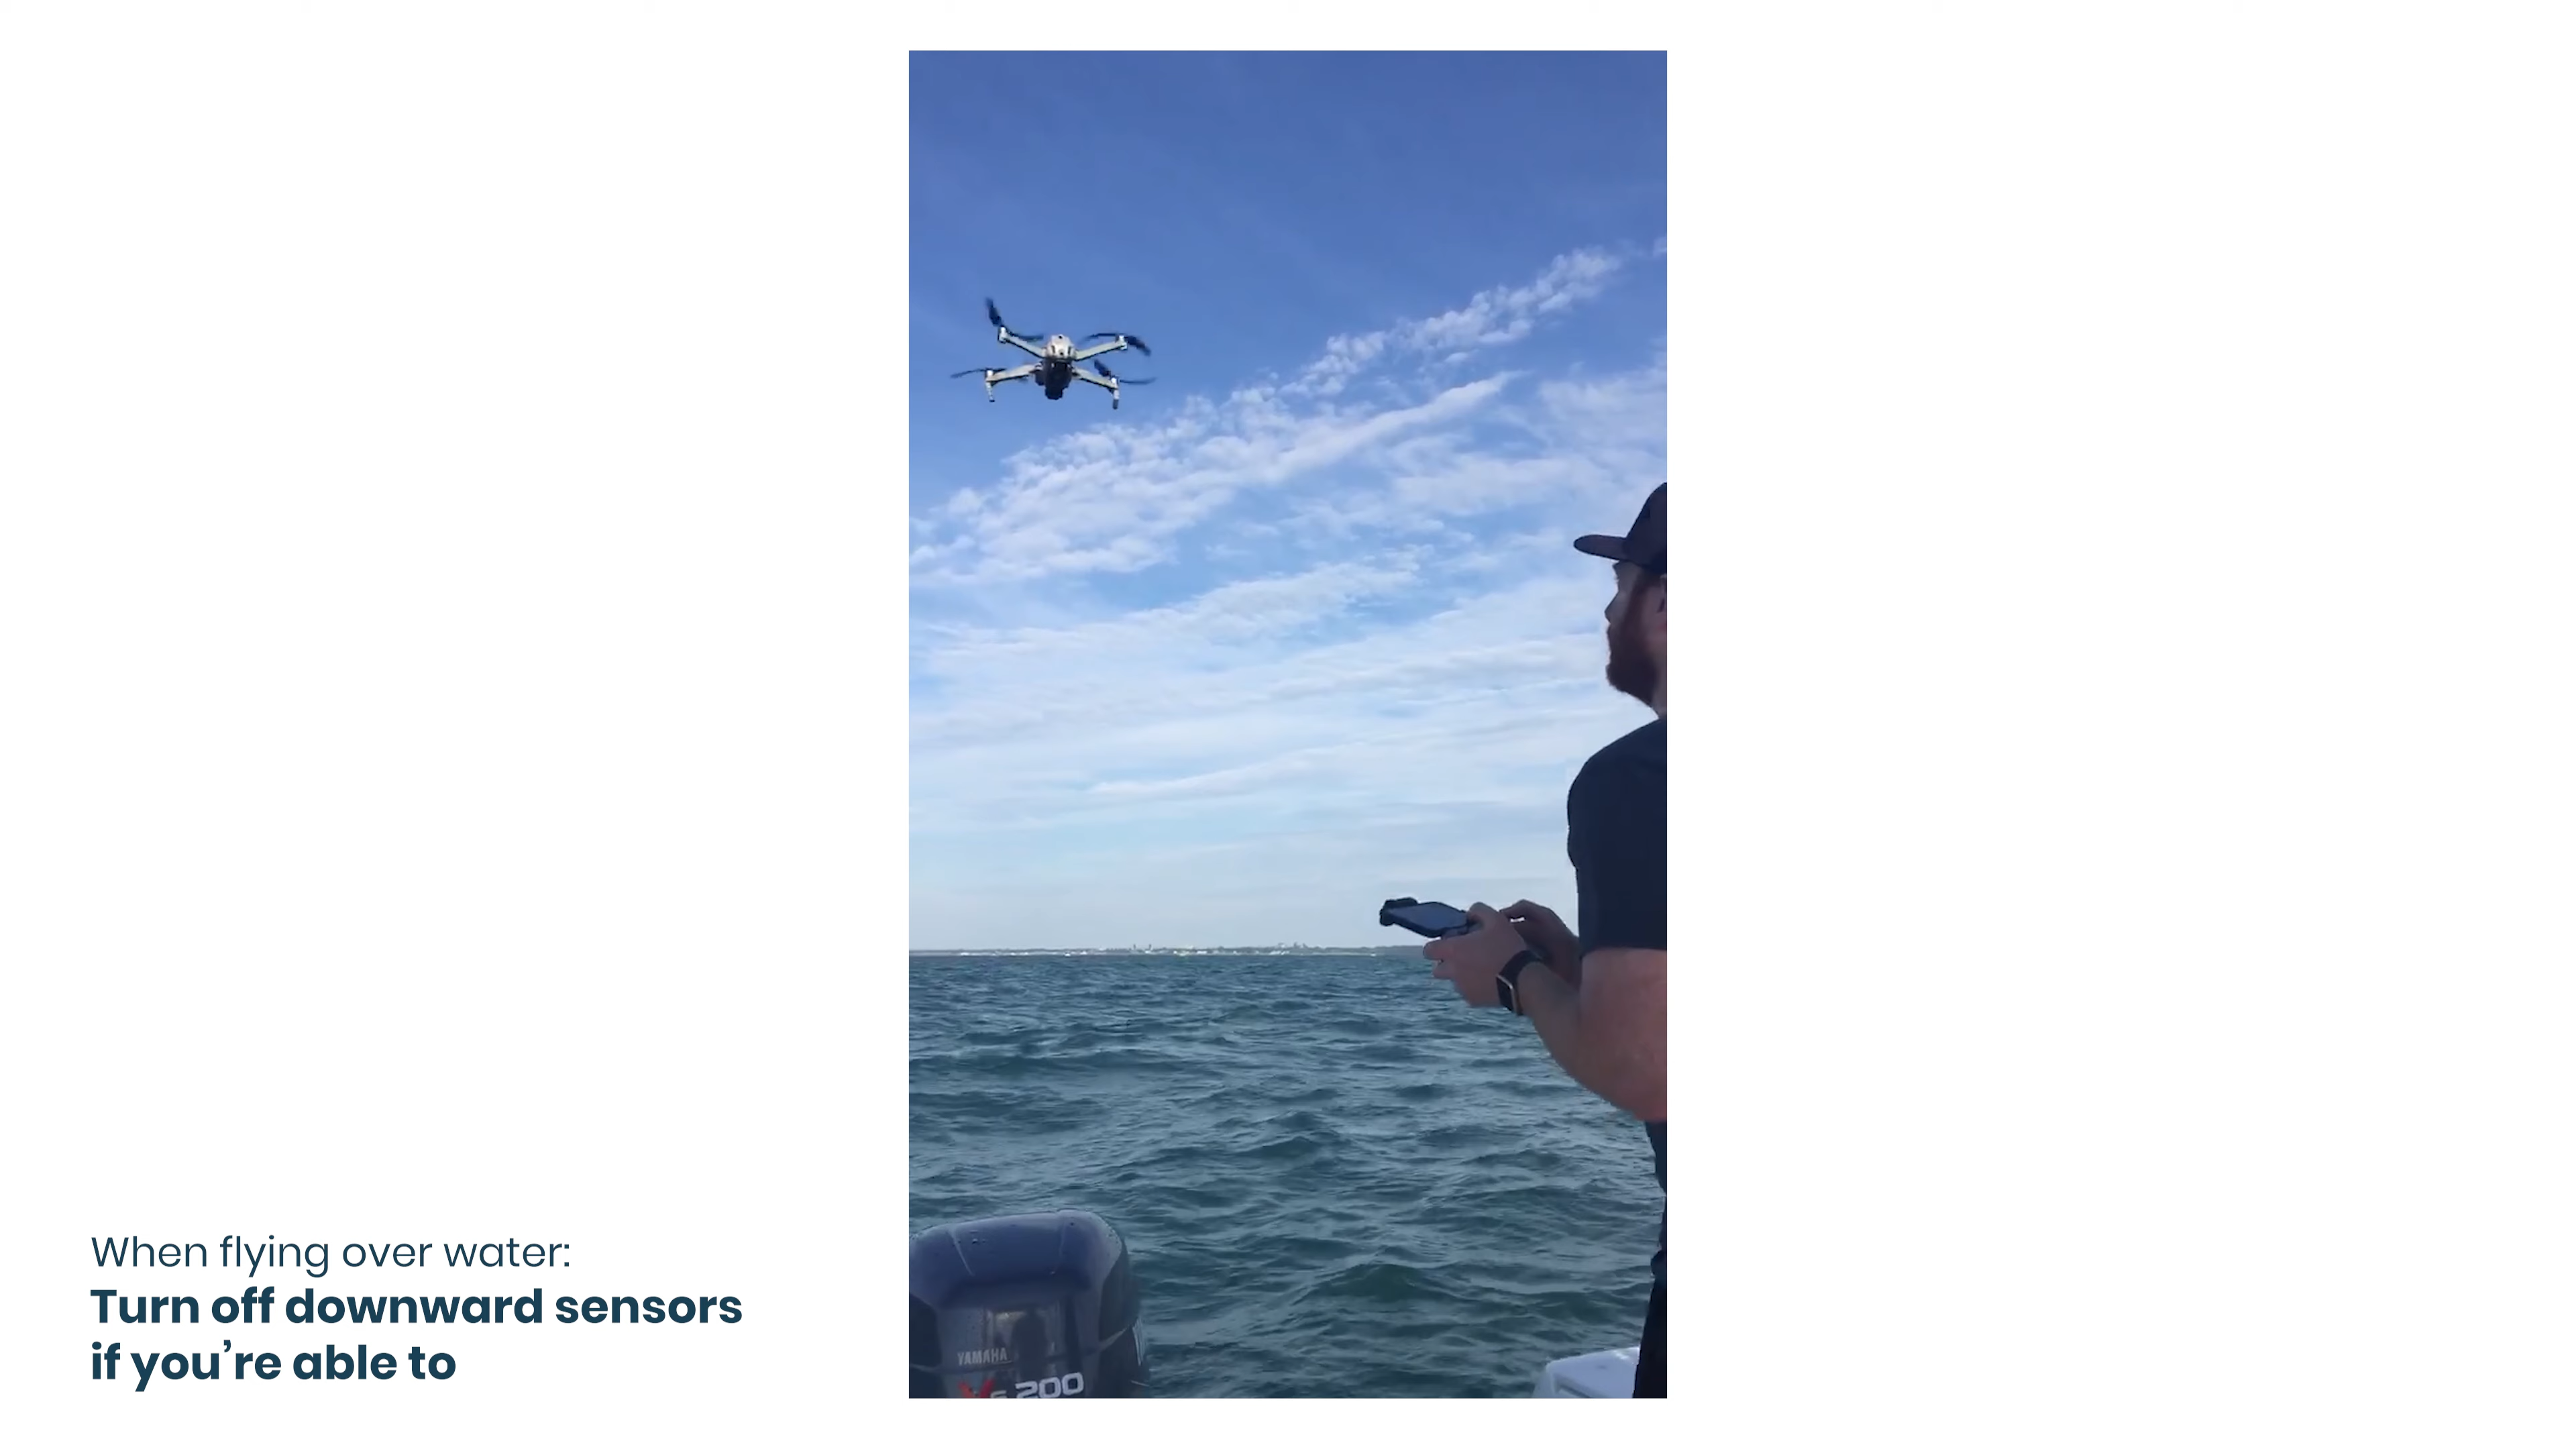 When flying over water:
Turn off downward sensors
if you're able to
YAMAHA
200